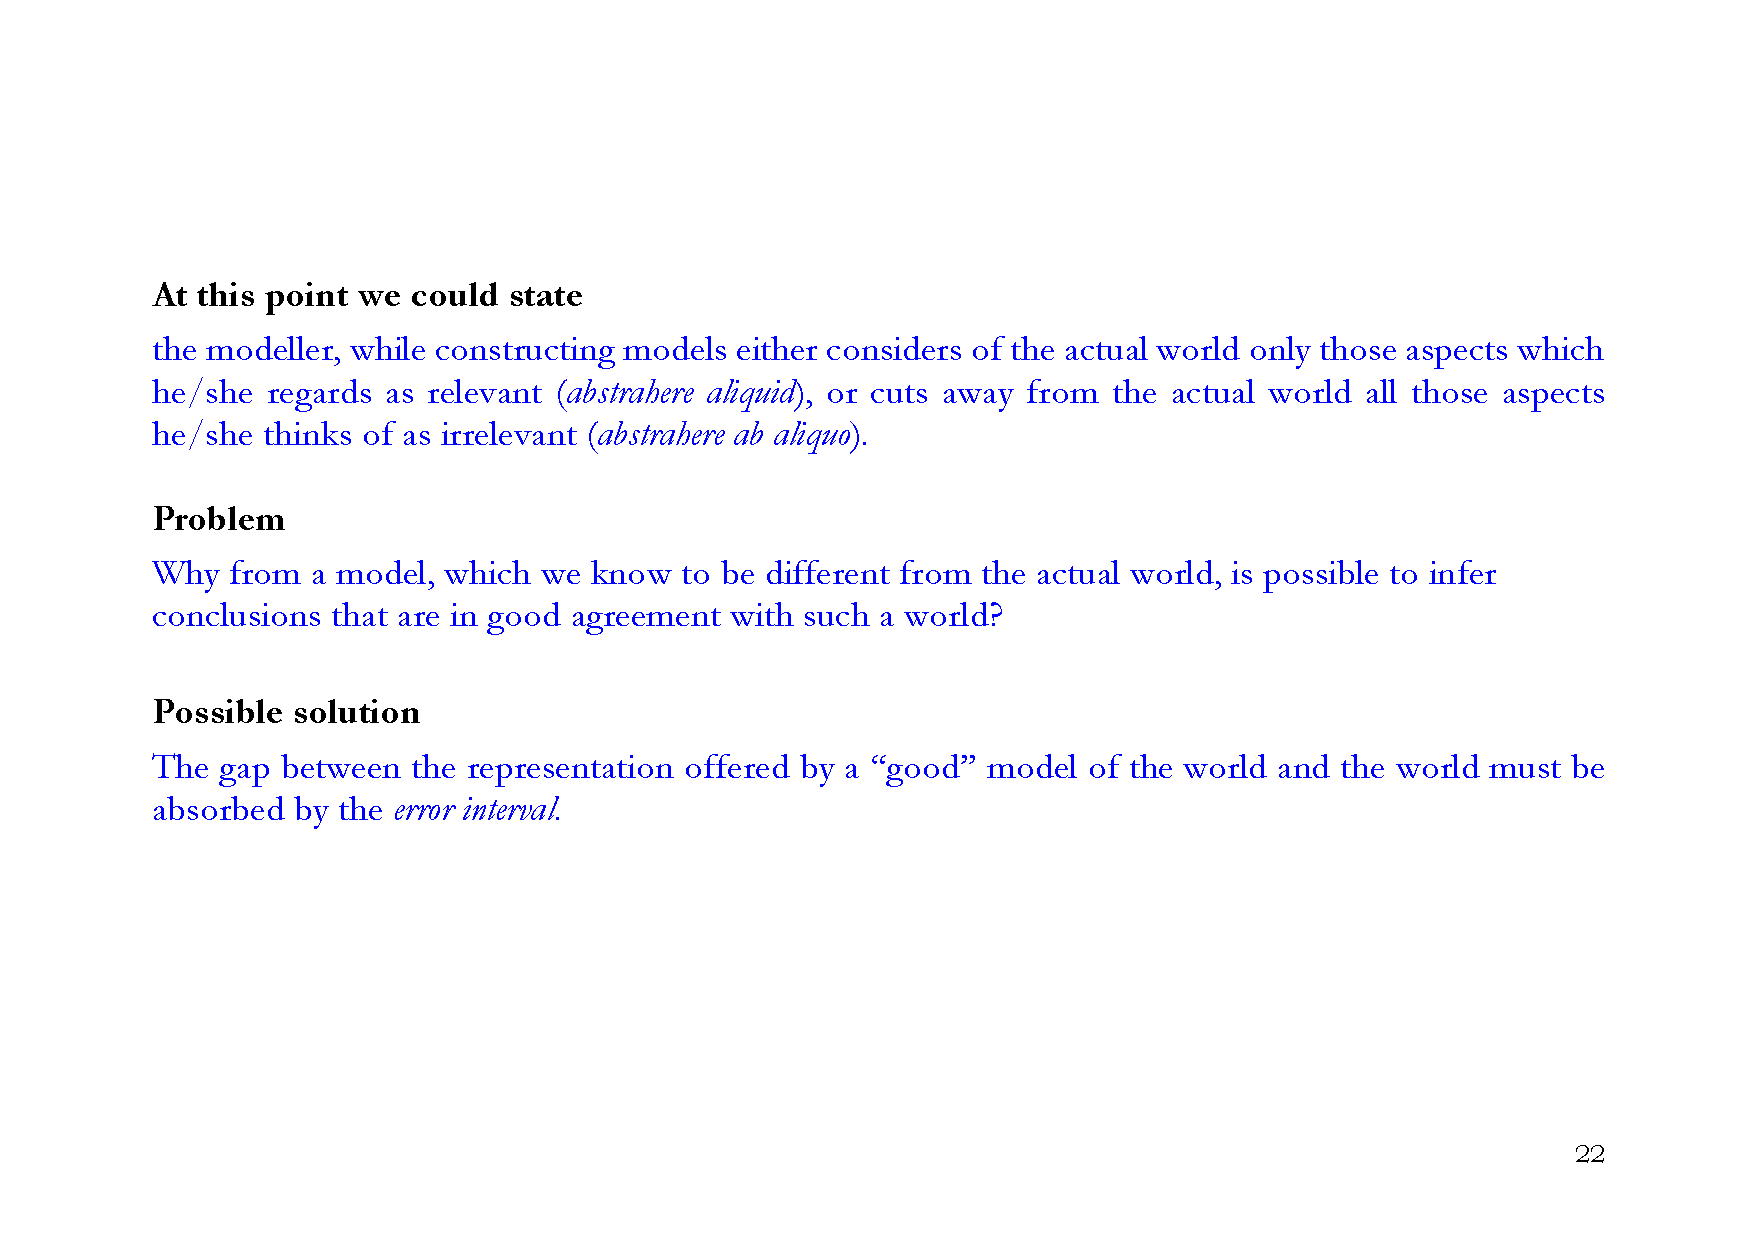 At this point we could state
the modeller, while constructing models either considers of the actual world only those aspects which
he/she regards as relevant (abstrahere aliquid), or cuts away from the actual world all those aspects
he/she thinks of as irrelevant (abstrahere ab aliquo).
Problem
Why from a model, which we know to be different from the actual world, is possible to infer
conclusions that are in good agreement with such a world?
Possible solution
The gap between the representation offered by a “good” model of the world and the world must be
absorbed by the error interval.
22